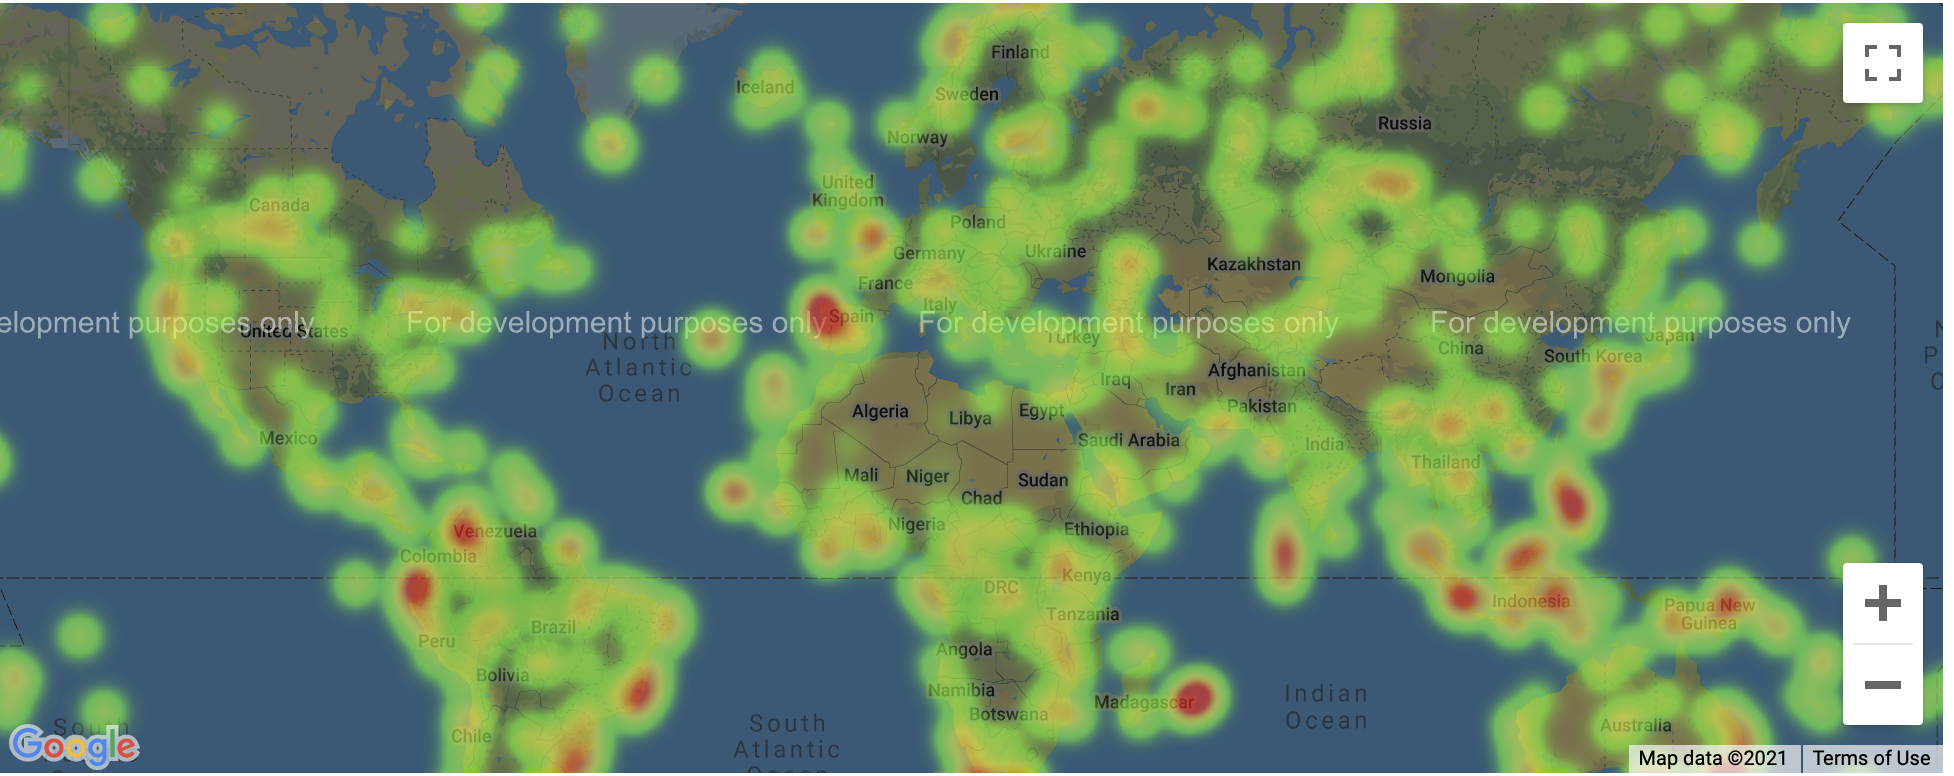 Finland
Iceland
Sweden
Russia
Norway
United
Kingdom
Canada
Poland
Ukraine
Germany
Kazakhstan
Mongolia
France
Italy
elopment purposes only
For development purposes only
For development purposes only
For development purposes only
Spain
United States
Turkey
Japan
North
Atlantic
Ocean
China
South Korea
Afghanistan
Iraq
Iran
Pakistan
Algeria
Libya
Egypt
Mexico
Saudi Arabia
India
Thailand
Mali
Niger
Sudan
Chad
Nigeria
Ethiopia
Venezuela
Colombia
Kenya
DRC
Indonesia
Papua New
Guinea
Tanzania
Brazil
Peru
Angola
Bolivia
Namibia
Madagascar
Botswana
Indian
Ocean
South
Atlantic
Ocean
Chile
Australia
South
Google
Map data ©2021
Terms of Use